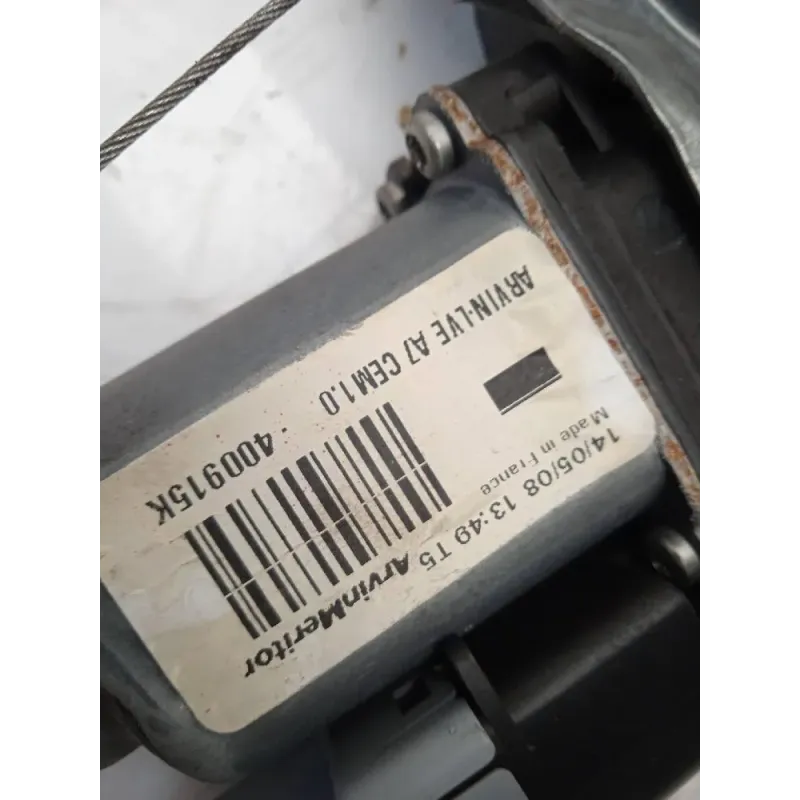 14/05/08 13:49 T5 ArvinMeritor
Made in France
400915K
ARVIN-LVE A7 CEM1.0 -